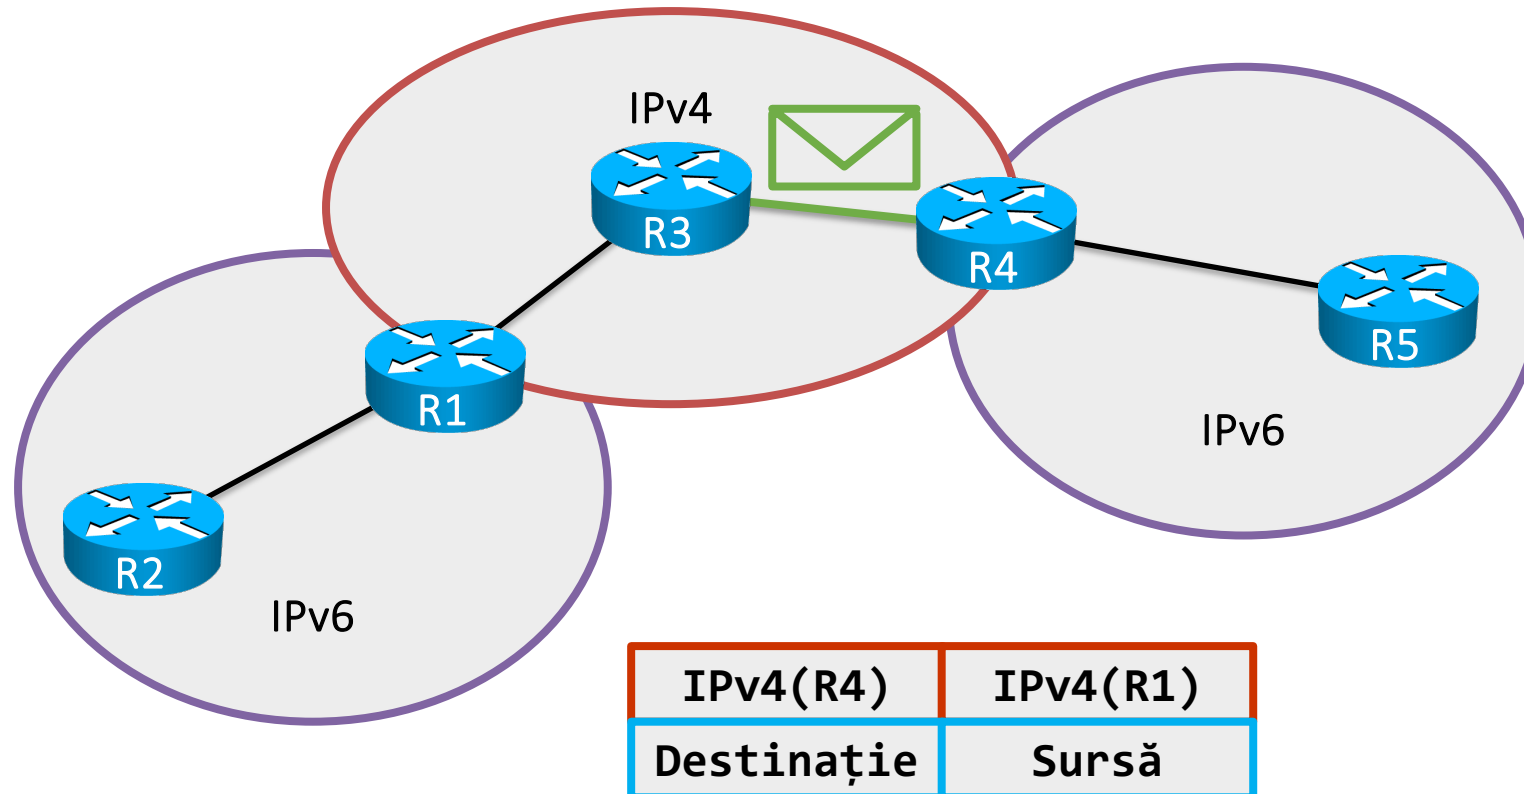 IPv4
R3
R4
R5
R1
IPv6
R2
IPv6
IPv4(R4) IPv4(R1)
Destinație Sursă